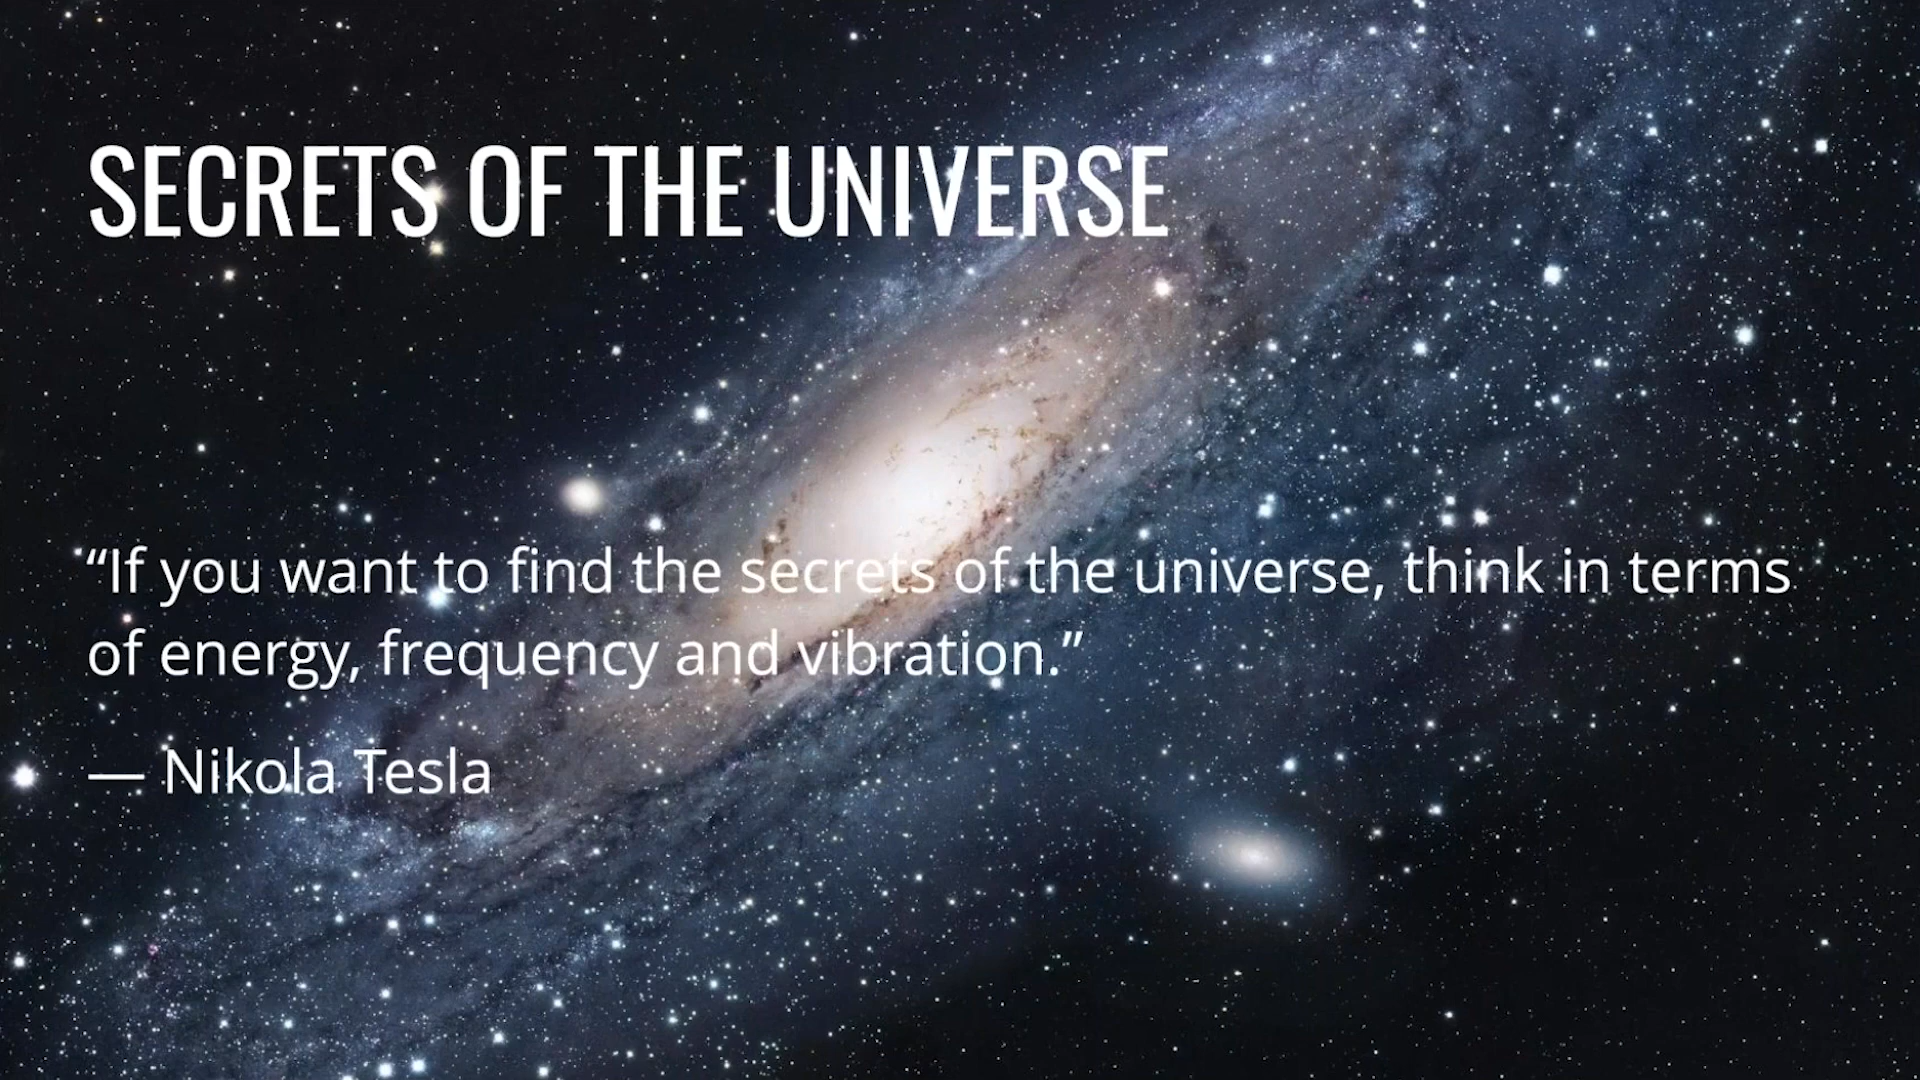 SECRETS OF THE UNIVERSE
“If you want to find the secrets of the universe, think in terms
of energy, frequency and vibration.”
— Nikola Tesla